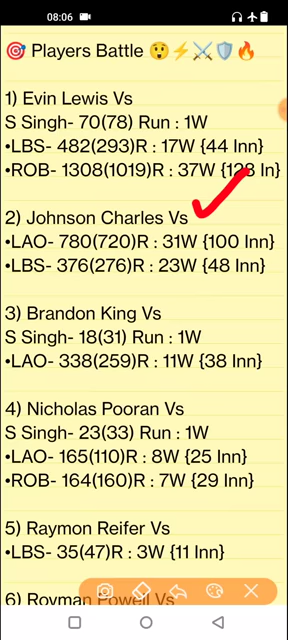 08:06
🎯 Players Battle 😲⚡⚔️🛡️🔥
1) Evin Lewis Vs
S Singh- 70(78) Run : 1W
•LBS- 482(293)R : 17W {44 Inn}
•ROB- 1308(1019)R : 37W {123 In}
2) Johnson Charles Vs
•LAO- 780(720)R : 31W {100 Inn}
•LBS- 376(276)R : 23W {48 Inn}
3) Brandon King Vs
S Singh- 18(31) Run : 1W
•LAO- 338(259)R : 11W {38 Inn}
4) Nicholas Pooran Vs
S Singh- 23(33) Run : 1W
•LAO- 165(110)R : 8W {25 Inn}
•ROB- 164(160)R : 7W {29 Inn}
5) Raymon Reifer Vs
•LBS- 35(47)R : 3W {11 Inn}
6) Rovman Powell Vs